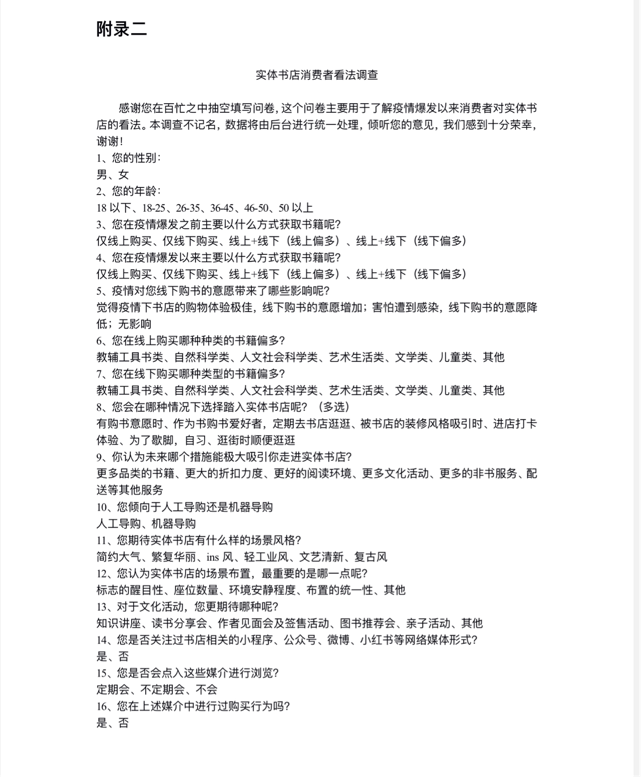 附录二
实体书店消费者看法调查
感谢您在百忙之中抽空填写问卷，这个问卷主要用于了解疫情爆发以来消费者对实体书
店的看法。本调查不记名，数据将由后台进行统一处理，倾听您的意见，我们感到十分荣幸，
谢谢！
1、您的性别：
男、女
2、您的年龄：
18 以下、18-25、26-35、36-45、46-50、50 以上
3、您在疫情爆发之前主要以什么方式获取书籍呢？
仅线上购买、仅线下购买、线上+线下（线上偏多）、线上+线下（线下偏多）
4、您在疫情爆发以来主要以什么方式获取书籍呢？
仅线上购买、仅线下购买、线上+线下（线上偏多）、线上+线下（线下偏多）
5、疫情对您线下购书的意愿带来了哪些影响呢？
觉得疫情下书店的购物体验极佳，线下购书的意愿增加；害怕遭到感染，线下购书的意愿降
低；无影响
6、您在线上购买哪种种类的书籍偏多？
教辅工具书类、自然科学类、人文社会科学类、艺术生活类、文学类、儿童类、其他
7、您在线下购买哪种类型的书籍偏多？
教辅工具书类、自然科学类、人文社会科学类、艺术生活类、文学类、儿童类、其他
8、您会在哪种情况下选择踏入实体书店呢？（多选）
有购书意愿时、作为书购书爱好者，定期去书店逛逛、被书店的装修风格吸引时、进店打卡
体验、为了歇脚，自习、逛街时顺便逛逛
9、你认为未来哪个措施能极大吸引你走进实体书店？
更多品类的书籍、更大的折扣力度、更好的阅读环境、更多文化活动、更多的非书服务、配
送等其他服务
10、您倾向于人工导购还是机器导购
人工导购、机器导购
11、您期待实体书店有什么样的场景风格？
简约大气、繁复华丽、ins 风、轻工业风、文艺清新、复古风
12、您认为实体书店的场景布置，最重要的是哪一点呢？
标志的醒目性、座位数量、环境安静程度、布置的统一性、其他
13、对于文化活动，您更期待哪种呢？
知识讲座、读书分享会、作者见面会及签售活动、图书推荐会、亲子活动、其他
14、您是否关注过书店相关的小程序、公众号、微博、小红书等网络媒体形式？
是、否
15、您是否会点入这些媒介进行浏览？
定期会、不定期会、不会
16、您在上述媒介中进行过购买行为吗？
是、否